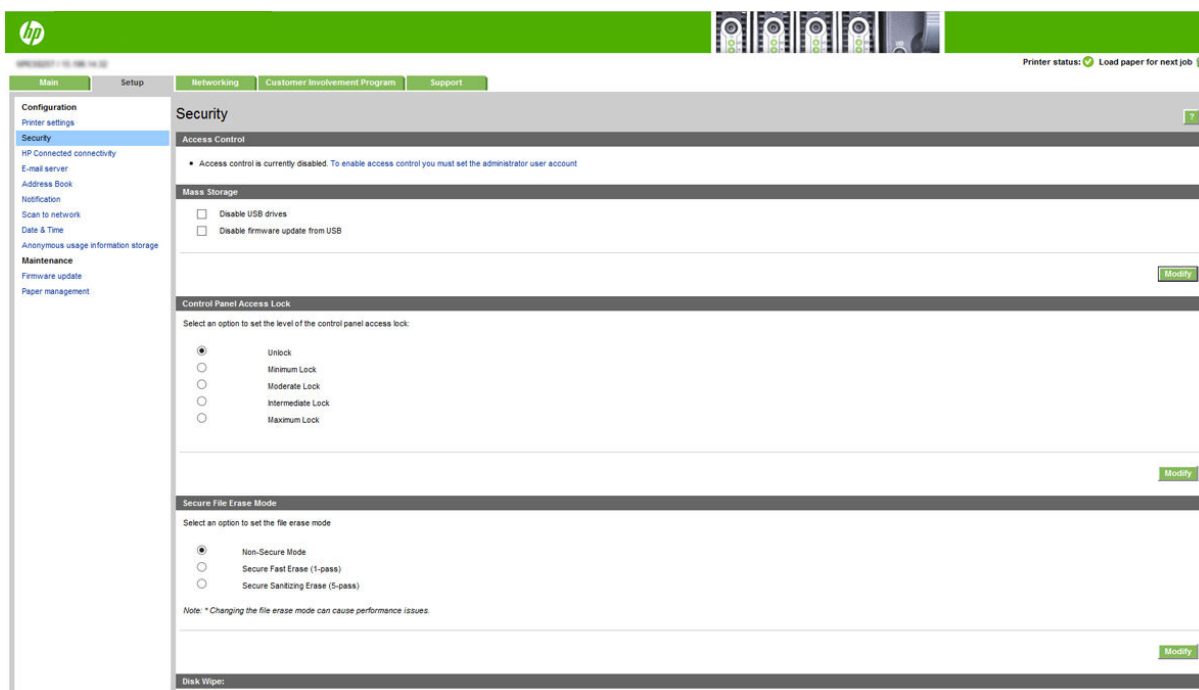 hp
Printer status: Load paper for next job
Main Setup Networking Customer Involvement Program Support
Configuration
Printer settings
Security
HP Connected connectivity
E-mail server
Address Book
Notification
Scan to network
Date & Time
Anonymous usage information storage
Maintenance
Firmware update
Paper management
Security
?
Access Control
Access control is currently disabled. To enable access control you must set the administrator user account
Mass Storage
Disable USB drives
Disable firmware update from USB
Modify
Control Panel Access Lock
Select an option to set the level of the control panel access lock:
Unlock
Minimum Lock
Moderate Lock
Intermediate Lock
Maximum Lock
Modify
Secure File Erase Mode
Select an option to set the file erase mode
Non-Secure Mode
Secure Fast Erase (1-pass)
Secure Sanitizing Erase (5-pass)
Note: * Changing the file erase mode can cause performance issues.
Modify
Disk Wipe: